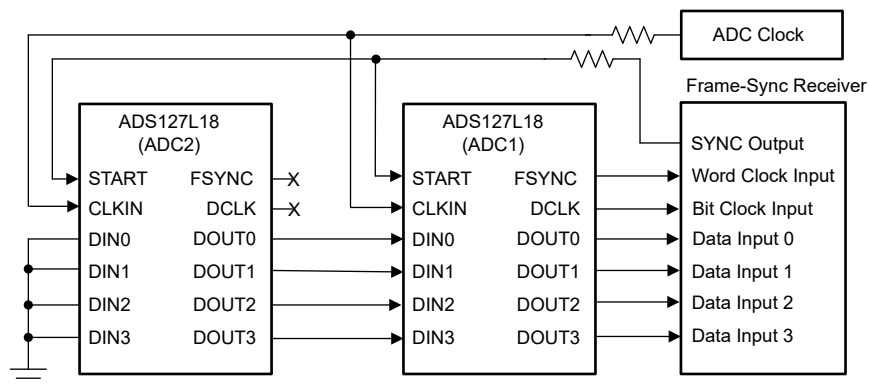 ADC Clock
Frame-Sync Receiver
ADS127L18
(ADC2)
START FSYNC X
CLKIN DCLK X
DIN0 DOUT0
DIN1 DOUT1
DIN2 DOUT2
DIN3 DOUT3
ADS127L18
(ADC1)
START FSYNC
CLKIN DCLK
DIN0 DOUT0
DIN1 DOUT1
DIN2 DOUT2
DIN3 DOUT3
SYNC Output
Word Clock Input
Bit Clock Input
Data Input 0
Data Input 1
Data Input 2
Data Input 3